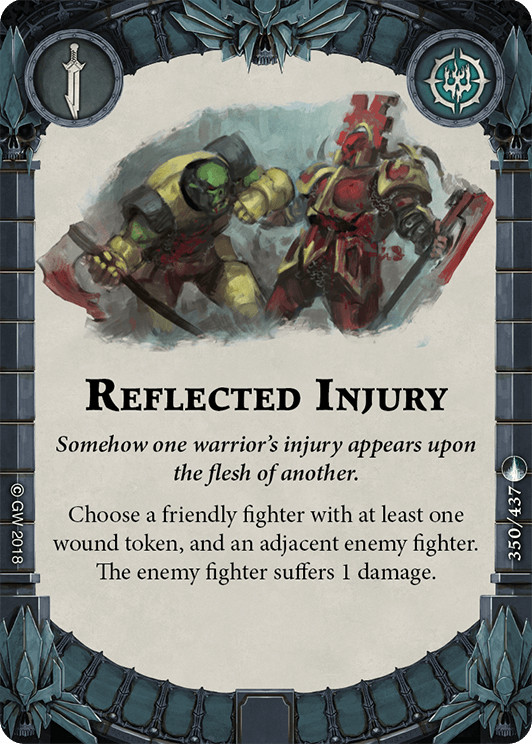 Reflected Injury
Somehow one warrior's injury appears upon
the flesh of another.
Choose a friendly fighter with at least one
wound token, and an adjacent enemy fighter.
The enemy fighter suffers 1 damage.
© GW 2018
350/437